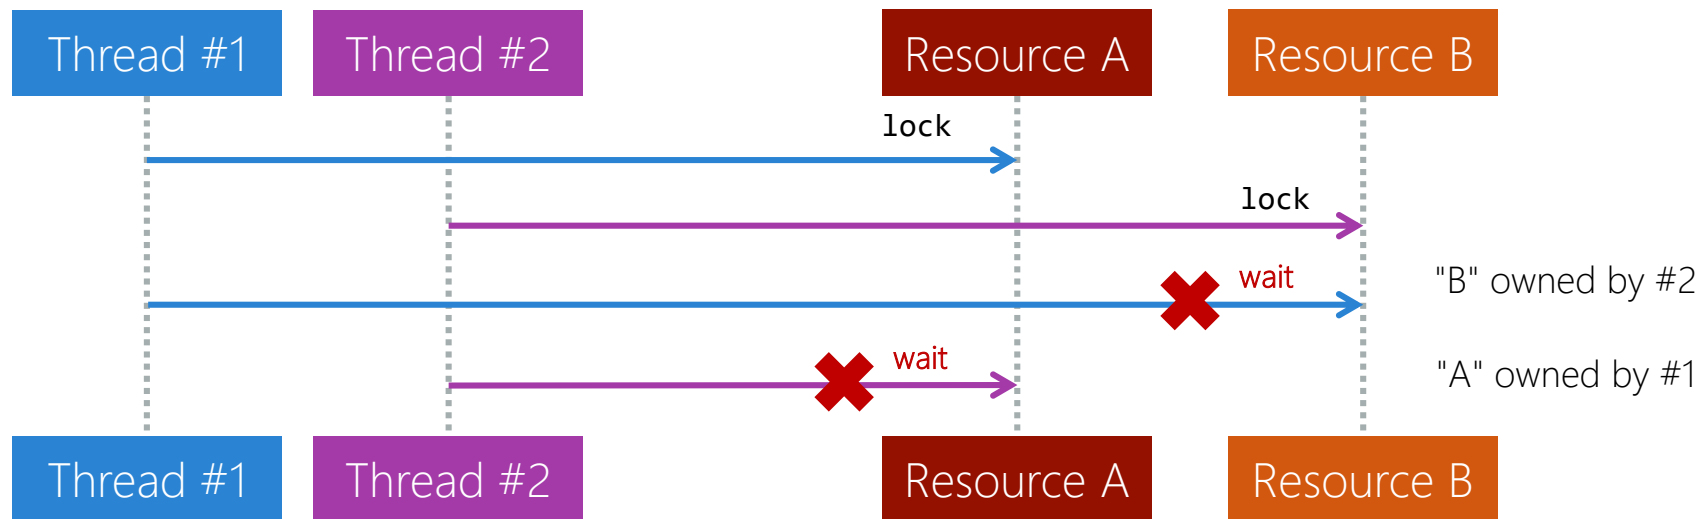 Thread #1
Thread #2
Resource A
Resource B
lock
lock
wait
"B" owned by #2
wait
"A" owned by #1
Thread #1
Thread #2
Resource A
Resource B